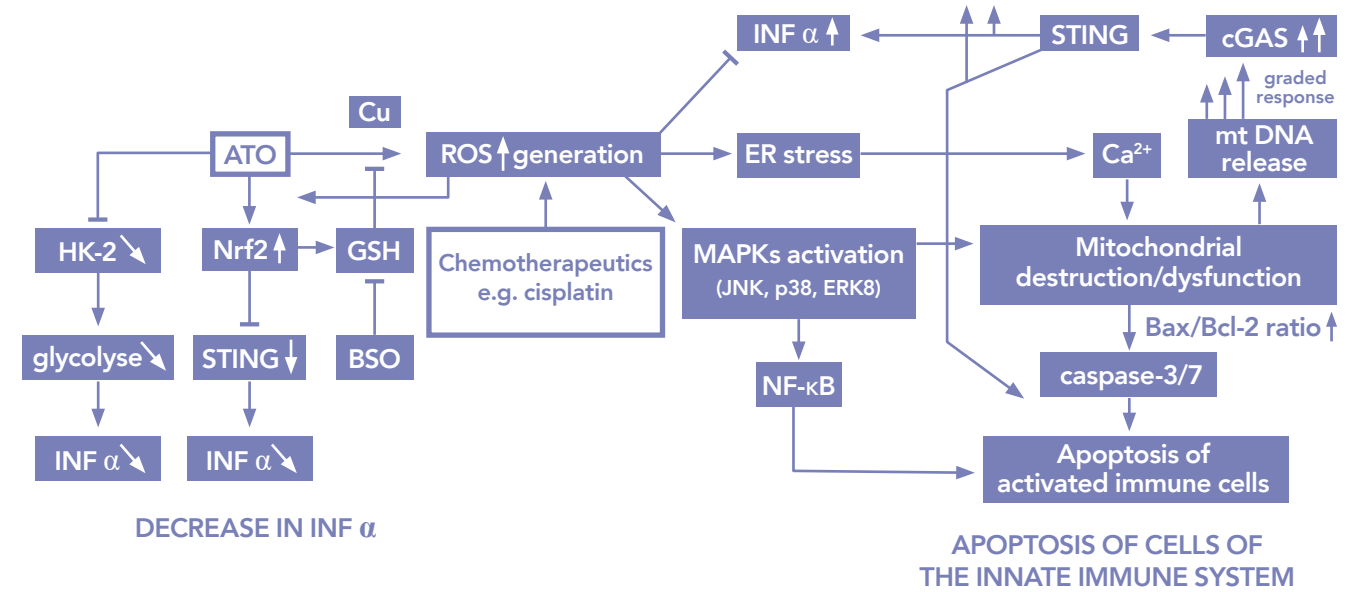 INF α
STING
cGAS
graded
response
Cu
mt DNA
release
ATO
ROS generation
ER stress
Ca²⁺
HK-2
Nrf2
GSH
Chemotherapeutics
e.g. cisplatin
MAPKs activation
(JNK, p38, ERK8)
Mitochondrial
destruction/dysfunction
Bax/Bcl-2 ratio
glycolyse
STING
BSO
NF-κB
caspase-3/7
INF α
INF α
Apoptosis of
activated immune cells
DECREASE IN INF α
APOPTOSIS OF CELLS OF
THE INNATE IMMUNE SYSTEM